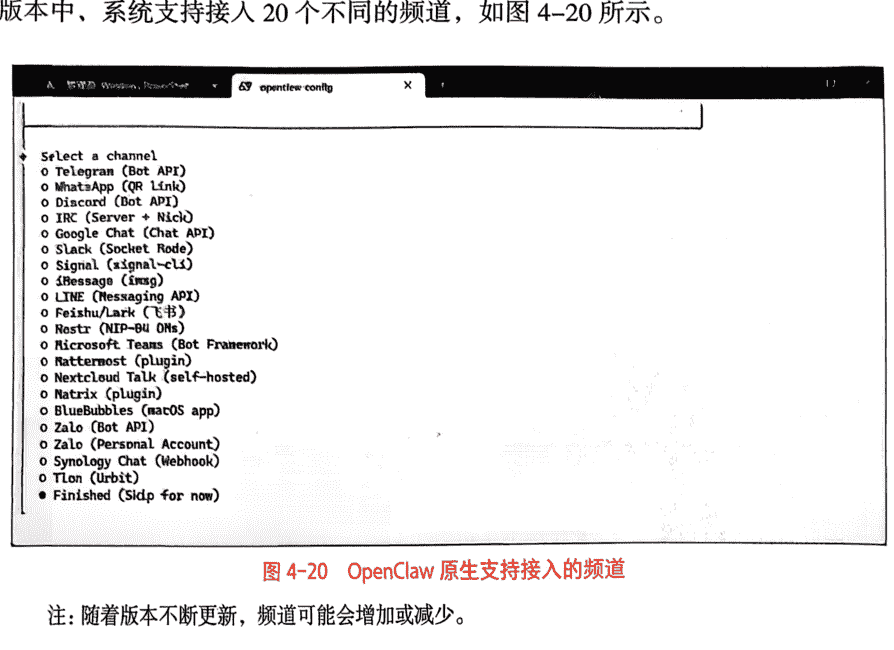 版本中、系统支持接入 20 个不同的频道，如图 4-20 所示。
openclew config
Select a channel
Telegram (Bot API)
WhatsApp (QR Link)
Discord (Bot API)
IRC (Server + Nick)
Google Chat (Chat API)
Slack (Socket Rode)
Signal (signal-cli)
iMessage (imsg)
LINE (Messaging API)
Feishu/Lark (飞书)
Nostr (NIP-04 DMs)
Microsoft Teams (Bot Framework)
Mattermost (plugin)
Nextcloud Talk (self-hosted)
Matrix (plugin)
BlueBubbles (macOS app)
Zalo (Bot API)
Zalo (Personal Account)
Synology Chat (Webhook)
Tlon (Urbit)
Finished (Skip for now)
图 4-20 OpenClaw 原生支持接入的频道
注：随着版本不断更新，频道可能会增加或减少。